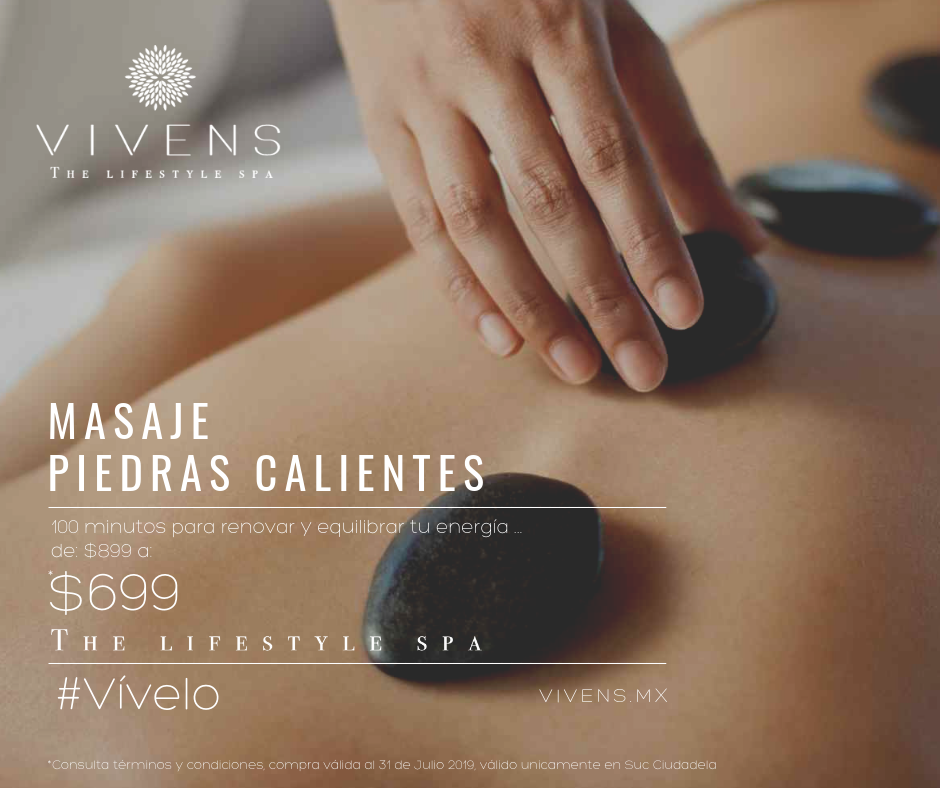 VIVENS
THE LIFESTYLE SPA
MASAJE
PIEDRAS CALIENTES
100 minutos para renovar y equilibrar tu energía ...
de: $899 a:
*$699
THE LIFESTYLE SPA
#Vívelo
VIVENS.MX
*Consulta términos y condiciones, compra válida al 31 de Julio 2019, válido unicamente en Suc Ciudadela